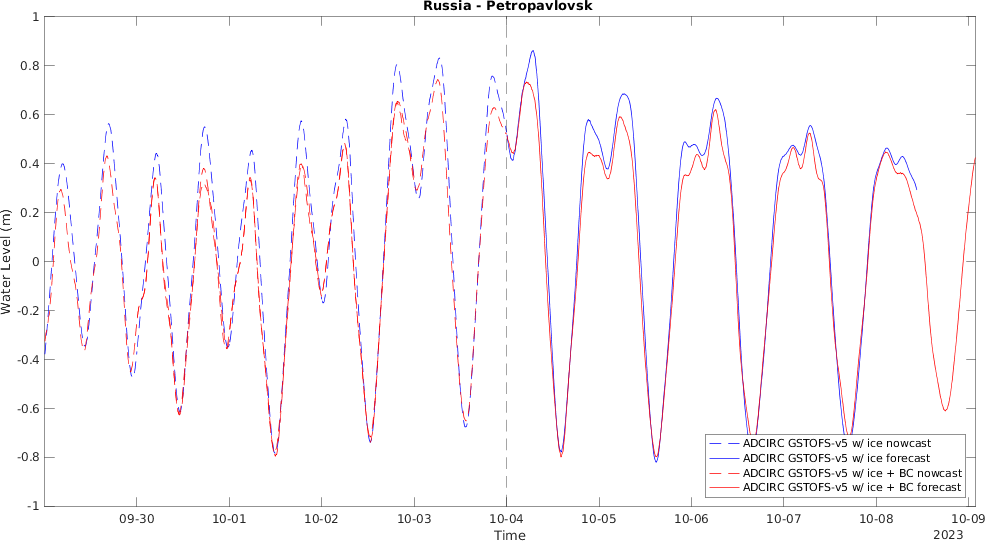 Russia - Petropavlovsk
1
0.8
0.6
0.4
0.2
0
-0.2
-0.4
-0.6
-0.8
-1
Water Level (m)
ADCIRC GSTOFS-v5 w/ ice nowcast
ADCIRC GSTOFS-v5 w/ ice forecast
ADCIRC GSTOFS-v5 w/ ice + BC nowcast
ADCIRC GSTOFS-v5 w/ ice + BC forecast
09-30 10-01 10-02 10-03 10-04 10-05 10-06 10-07 10-08 10-09
Time
2023